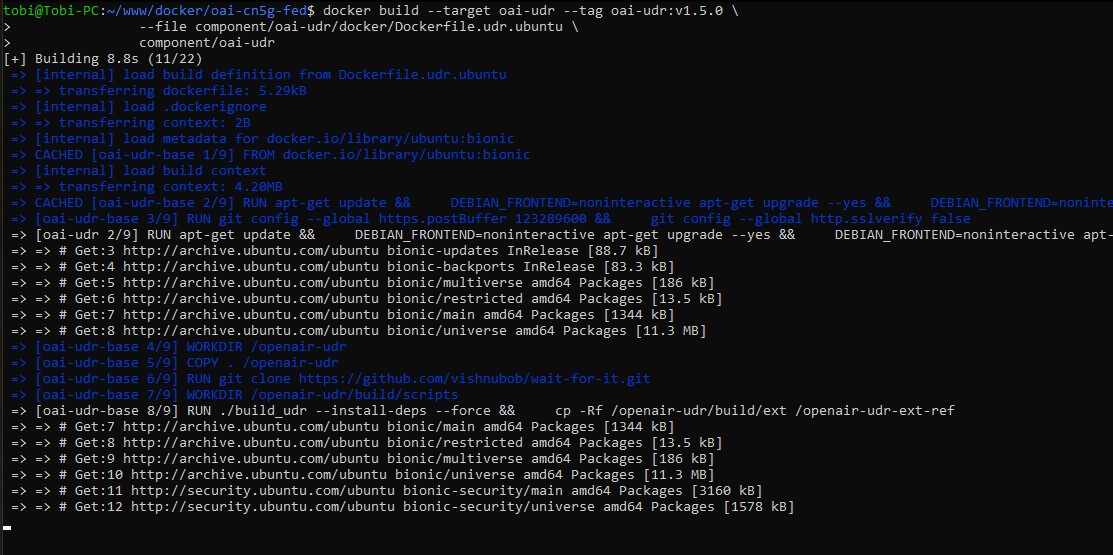 tobi@Tobi-PC:~/www/docker/oai-cn5g-fed$ docker build --target oai-udr --tag oai-udr:v1.5.0 \
> --file component/oai-udr/docker/Dockerfile.udr.ubuntu \
> component/oai-udr
[+] Building 8.8s (11/22)
=> [internal] load build definition from Dockerfile.udr.ubuntu
=> => transferring dockerfile: 5.29kB
=> [internal] load .dockerignore
=> => transferring context: 2B
=> [internal] load metadata for docker.io/library/ubuntu:bionic
=> CACHED [oai-udr-base 1/9] FROM docker.io/library/ubuntu:bionic
=> [internal] load build context
=> => transferring context: 4.20MB
=> CACHED [oai-udr-base 2/9] RUN apt-get update && DEBIAN_FRONTEND=noninteractive apt-get upgrade --yes && DEBIAN_FRONTEND=noninte
=> [oai-udr-base 3/9] RUN git config --global https.postBuffer 123289600 && git config --global http.sslverify false
=> [oai-udr 2/9] RUN apt-get update && DEBIAN_FRONTEND=noninteractive apt-get upgrade --yes && DEBIAN_FRONTEND=noninteractive apt-
=> => # Get:3 http://archive.ubuntu.com/ubuntu bionic-updates InRelease [88.7 kB]
=> => # Get:4 http://archive.ubuntu.com/ubuntu bionic-backports InRelease [83.3 kB]
=> => # Get:5 http://archive.ubuntu.com/ubuntu bionic/multiverse amd64 Packages [186 kB]
=> => # Get:6 http://archive.ubuntu.com/ubuntu bionic/restricted amd64 Packages [13.5 kB]
=> => # Get:7 http://archive.ubuntu.com/ubuntu bionic/main amd64 Packages [1344 kB]
=> => # Get:8 http://archive.ubuntu.com/ubuntu bionic/universe amd64 Packages [11.3 MB]
=> [oai-udr-base 4/9] WORKDIR /openair-udr
=> [oai-udr-base 5/9] COPY . /openair-udr
=> [oai-udr-base 6/9] RUN git clone https://github.com/vishnubob/wait-for-it.git
=> [oai-udr-base 7/9] WORKDIR /openair-udr/build/scripts
=> [oai-udr-base 8/9] RUN ./build_udr --install-deps --force && cp -Rf /openair-udr/build/ext /openair-udr-ext-ref
=> => # Get:7 http://archive.ubuntu.com/ubuntu bionic/main amd64 Packages [1344 kB]
=> => # Get:8 http://archive.ubuntu.com/ubuntu bionic/restricted amd64 Packages [13.5 kB]
=> => # Get:9 http://archive.ubuntu.com/ubuntu bionic/multiverse amd64 Packages [186 kB]
=> => # Get:10 http://archive.ubuntu.com/ubuntu bionic/universe amd64 Packages [11.3 MB]
=> => # Get:11 http://security.ubuntu.com/ubuntu bionic-security/main amd64 Packages [3160 kB]
=> => # Get:12 http://security.ubuntu.com/ubuntu bionic-security/universe amd64 Packages [1578 kB]